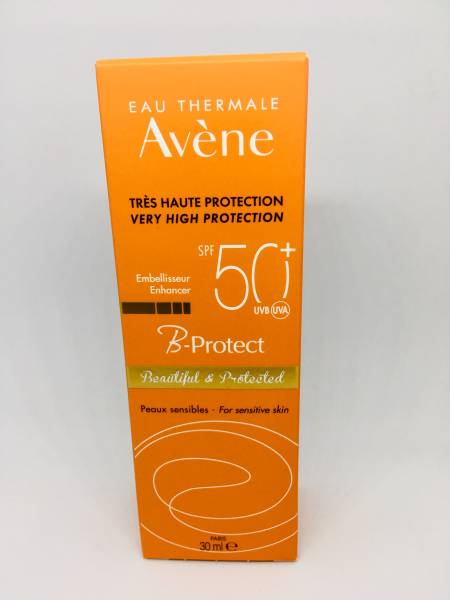 EAU THERMALE
Avène
TRÈS HAUTE PROTECTION
VERY HIGH PROTECTION
SPF 50+
UVB UVA
Embellisseur
Enhancer
B-Protect
Beautiful & Protected
Peaux sensibles · For sensitive skin
PARIS
30 ml e